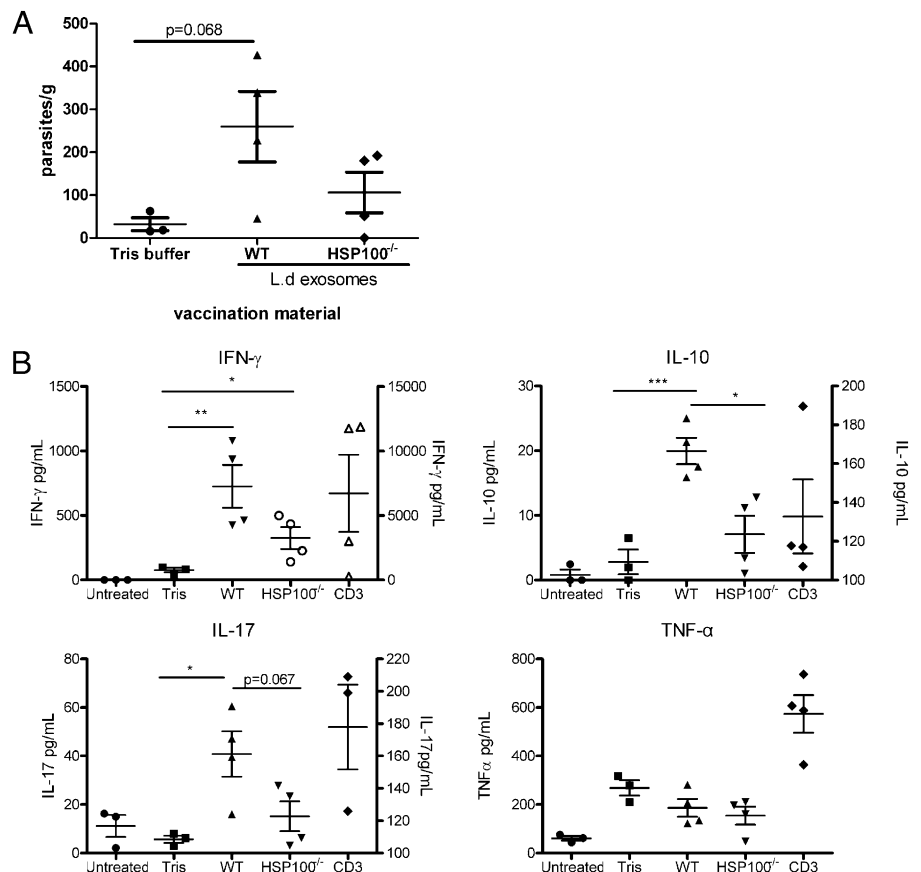 A
500
400
300
200
100
0
parasites/g
p=0.068
Tris buffer WT HSP100-/-
L.d exosomes
vaccination material
B
IFN-γ
1500
1000
500
0
IFN-γ pg/mL
*
**
15000
10000
5000
0
IFN-γ pg/mL
Untreated Tris WT HSP100-/- CD3
IL-10
30
20
10
0
IL-10 pg/mL
***
*
200
180
160
140
120
100
IL-10 pg/mL
Untreated Tris WT HSP100-/- CD3
IL-17
80
60
40
20
0
IL-17 pg/mL
*
p=0.067
220
200
180
160
140
120
100
IL-17pg/mL
Untreated Tris WT HSP100-/- CD3
TNF-α
800
600
400
200
0
TNFα pg/mL
Untreated Tris WT HSP100-/- CD3